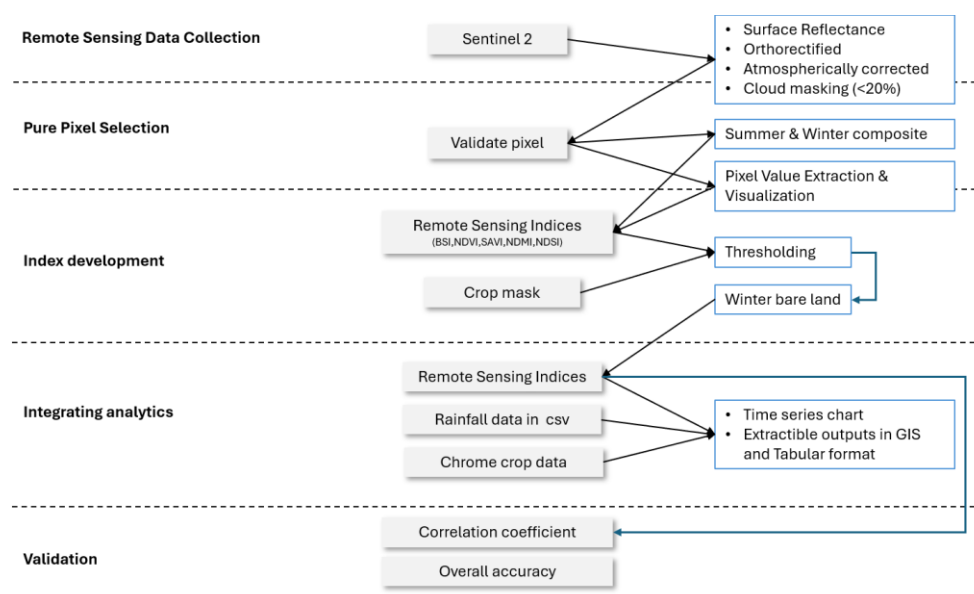 Remote Sensing Data Collection
Sentinel 2
• Surface Reflectance
• Orthorectified
• Atmospherically corrected
• Cloud masking (<20%)
Pure Pixel Selection
Validate pixel
Summer & Winter composite
Pixel Value Extraction &
Visualization
Index development
Remote Sensing Indices
(BSI,NDVI,SAVI,NDMI,NDSI)
Thresholding
Crop mask
Winter bare land
Integrating analytics
Remote Sensing Indices
Rainfall data in csv
Chrome crop data
• Time series chart
• Extractible outputs in GIS
and Tabular format
Validation
Correlation coefficient
Overall accuracy